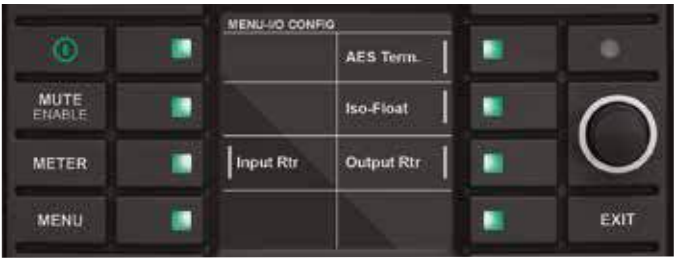 MENU-I/O CONFIG
AES Term.
MUTE
ENABLE
Iso-Float
METER
Input Rtr
Output Rtr
MENU
EXIT